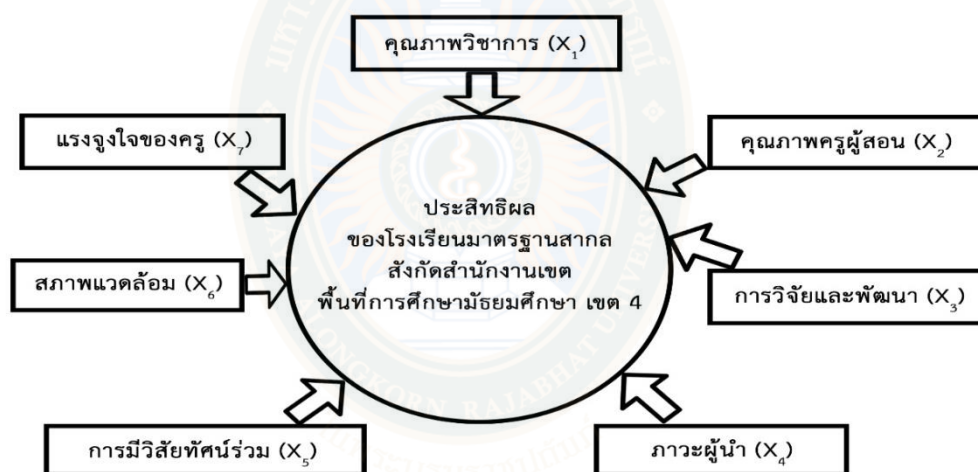 คุณภาพวิชาการ (X₁)
แรงจูงใจของครู (X₇)
คุณภาพครูผู้สอน (X₂)
ประสิทธิผล
ของโรงเรียนมาตรฐานสากล
สังกัดสำนักงานเขต
พื้นที่การศึกษามัธยมศึกษา เขต 4
สภาพแวดล้อม (X₆)
การวิจัยและพัฒนา (X₃)
การมีวิสัยทัศน์ร่วม (X₅)
ภาวะผู้นำ (X₄)
ONGKORN RAJABHAT UNIVERS